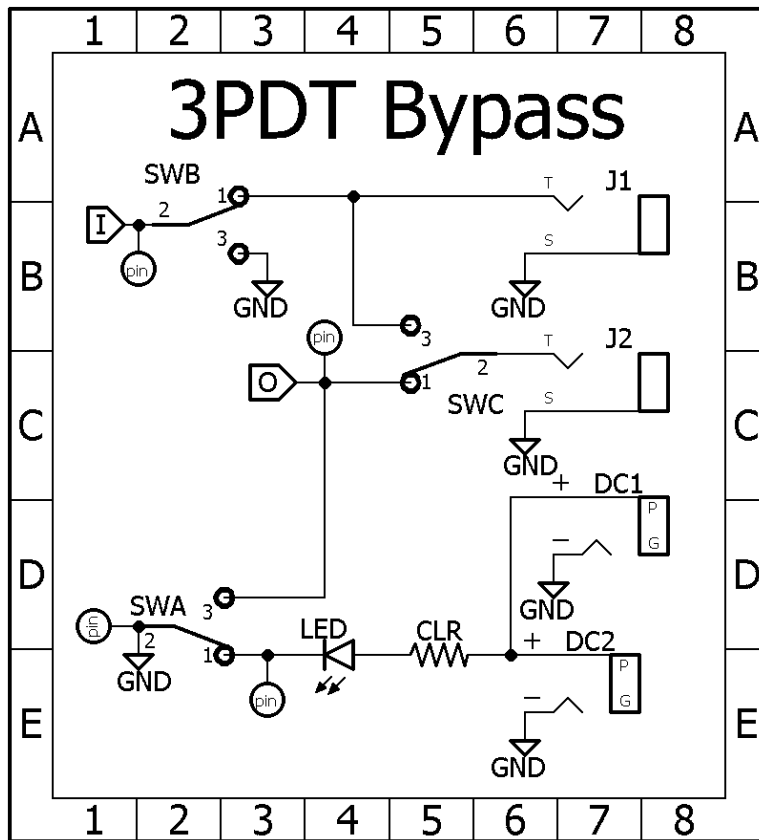 1 2 3 4 5 6 7 8
A A
3PDT Bypass
SWB
1
T
J1
2
I
3
S
B B
pin
GND
GND
pin
3
T
J2
O
1
2
SWC
S
C C
GND
+
DC1
P
G
−
D D
GND
3
SWA
pin
2
1
LED
CLR
+
DC2
GND
P
G
pin
−
E E
GND
1 2 3 4 5 6 7 8